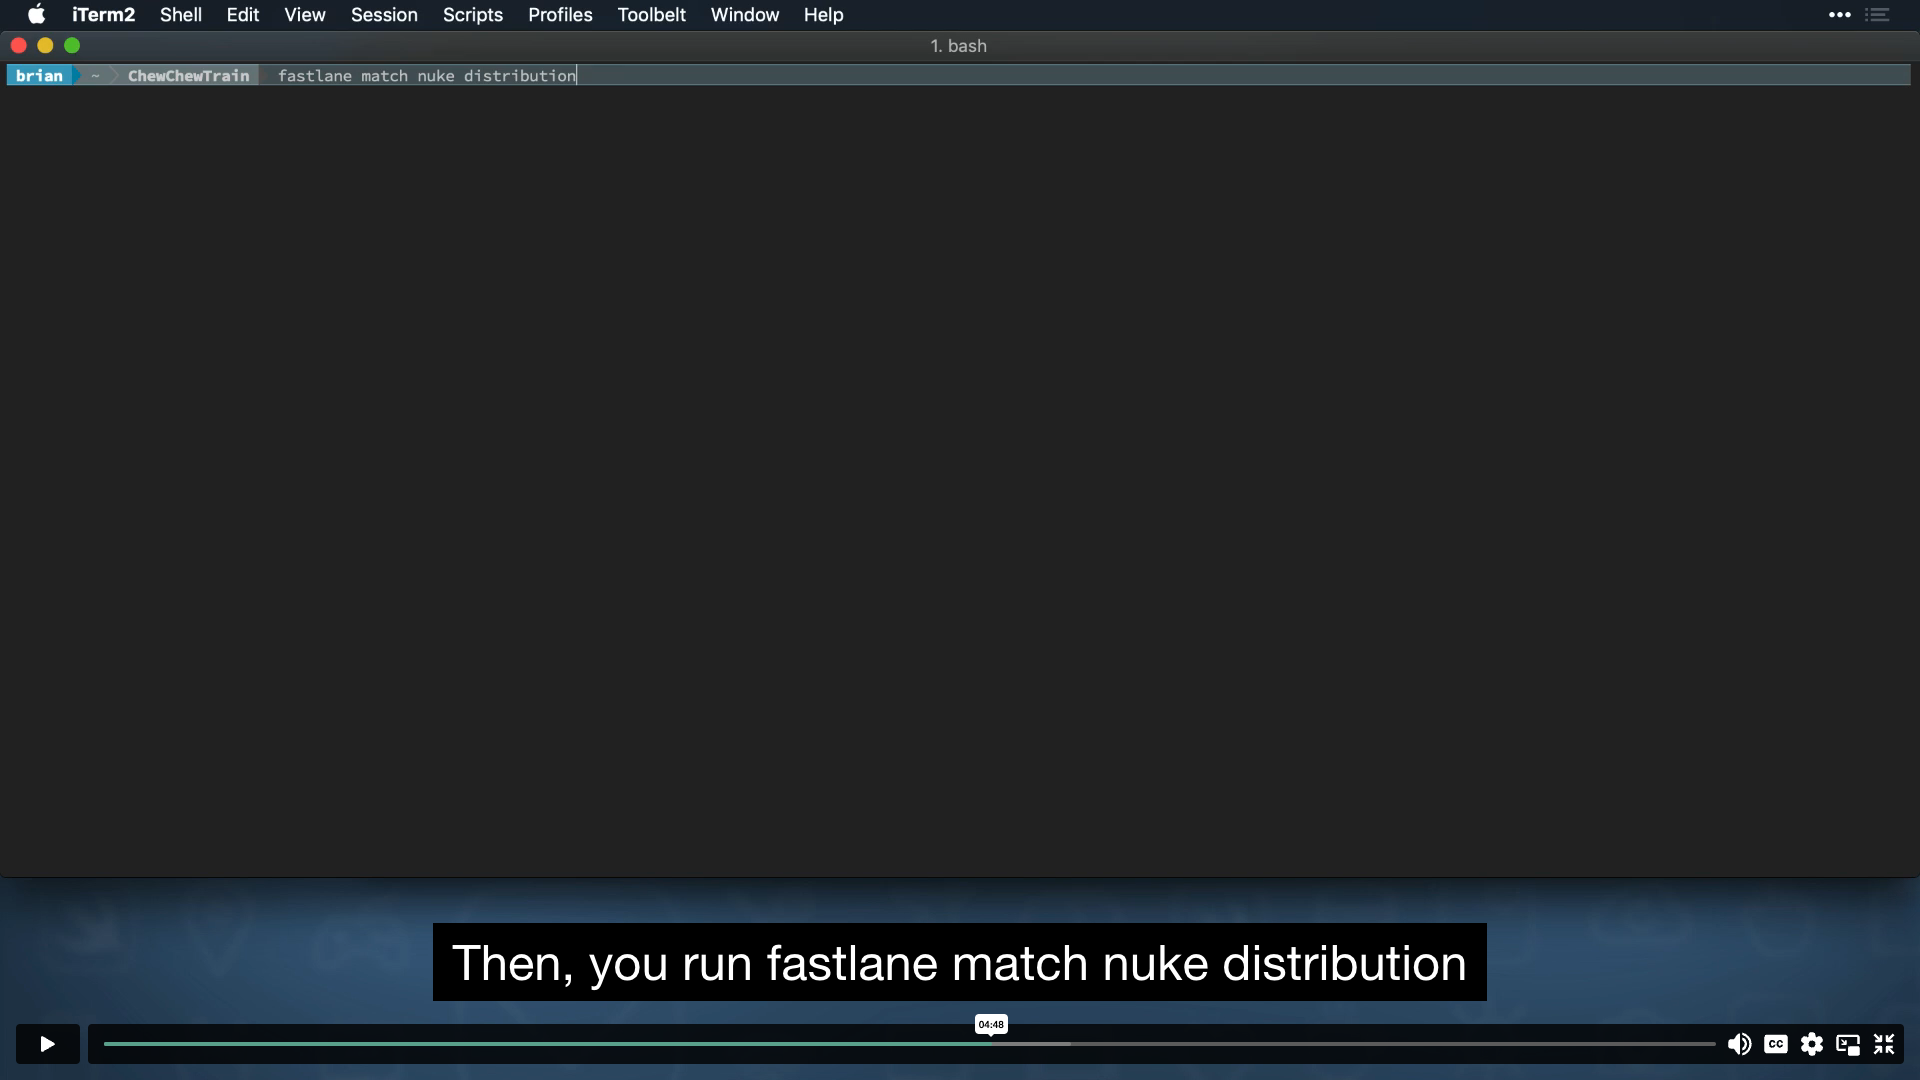 iTerm2 Shell Edit View Session Scripts Profiles Toolbelt Window Help
1. bash
brian ~ ChewChewTrain fastlane match nuke distribution
Then, you run fastlane match nuke distribution
04:48
CC